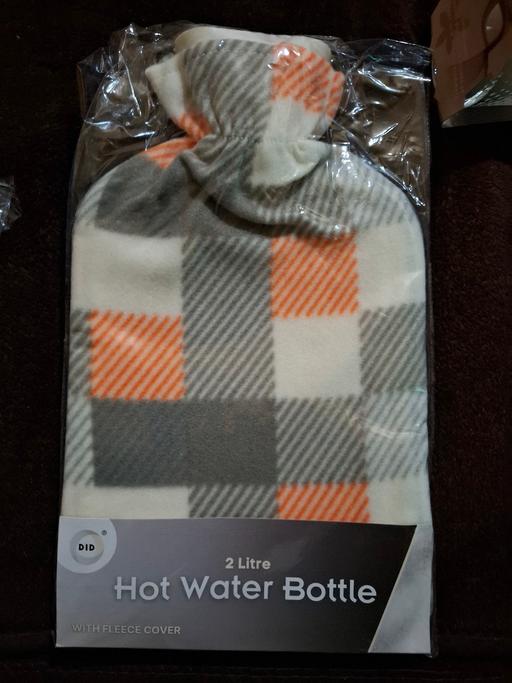 DID®
2 Litre
Hot Water Bottle
WITH FLEECE COVER